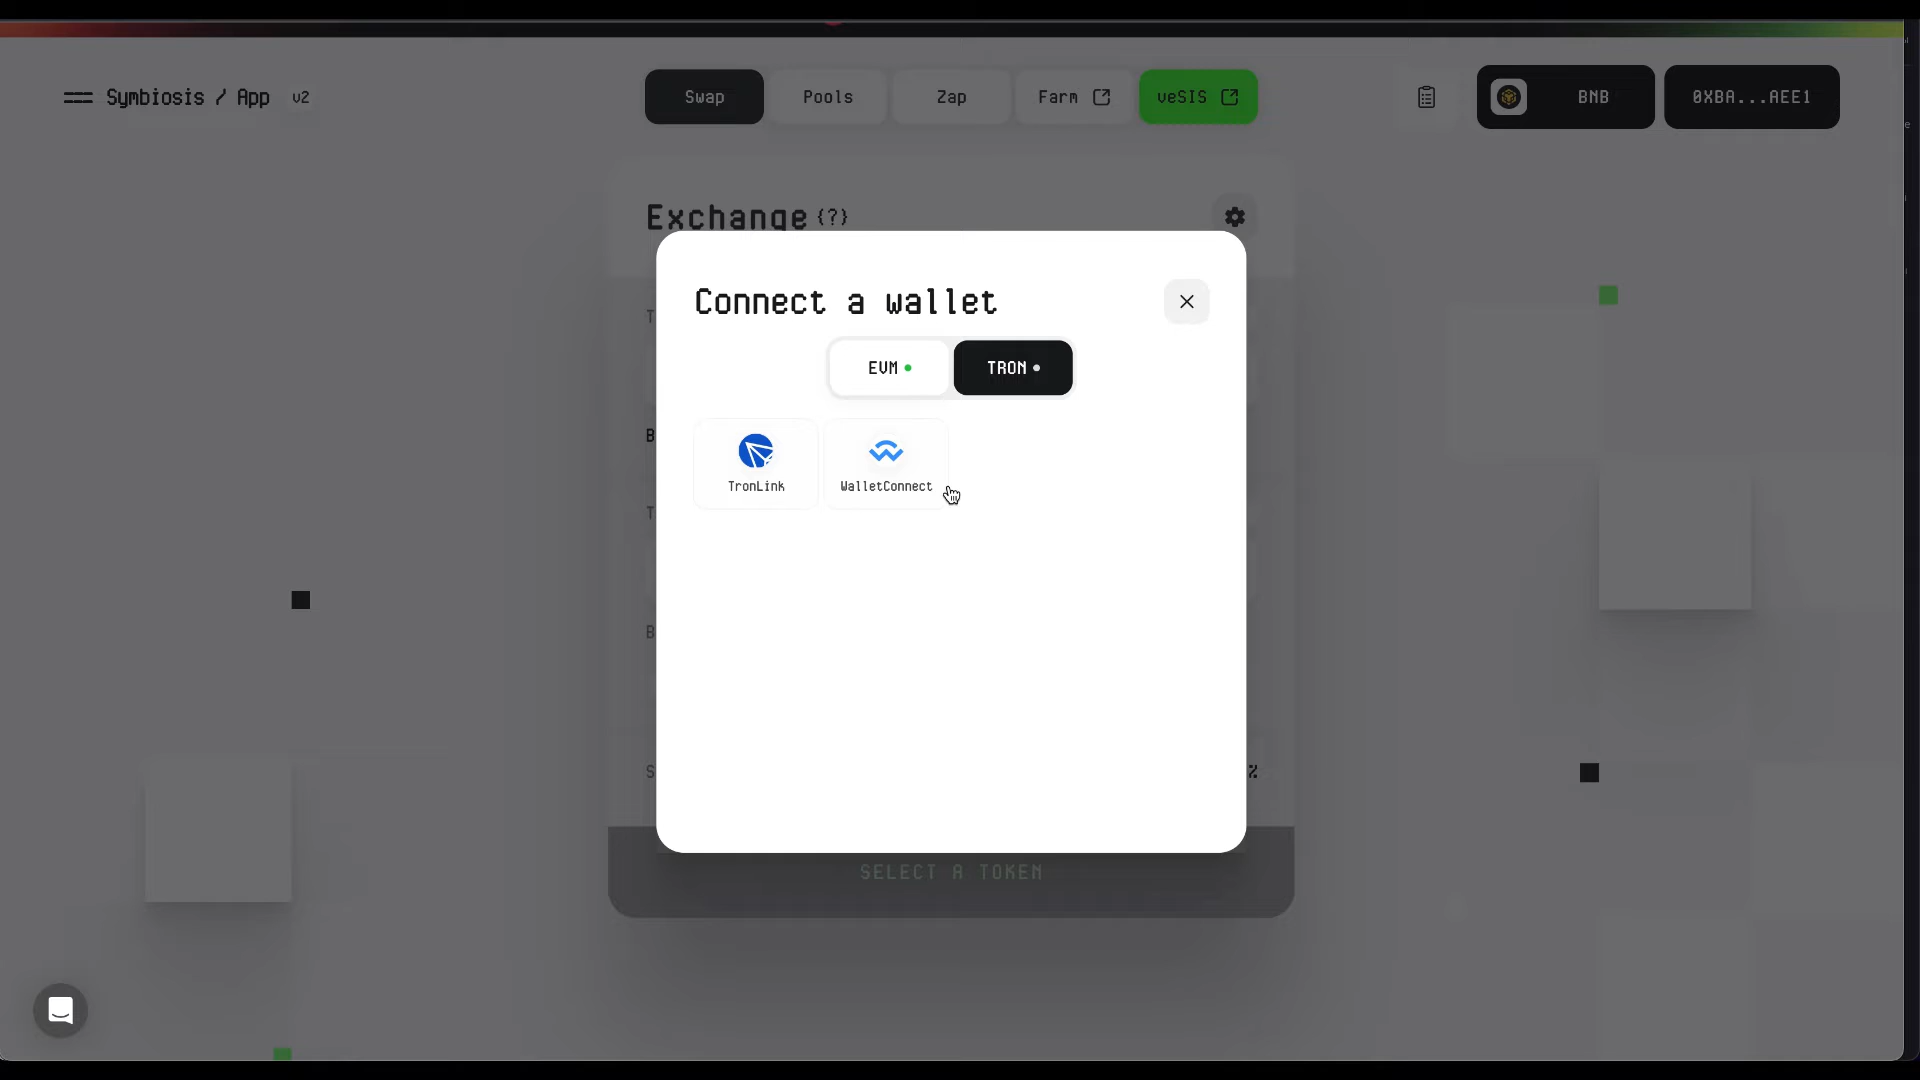 Symbiosis / App v2
Swap
Pools
Zap
Farm
veSIS
BNB
0XBA...AEE1
Exchange {?}
Connect a wallet
EVM
TRON
T
B
TronLink
WalletConnect
T
B
S
%
SELECT A TOKEN